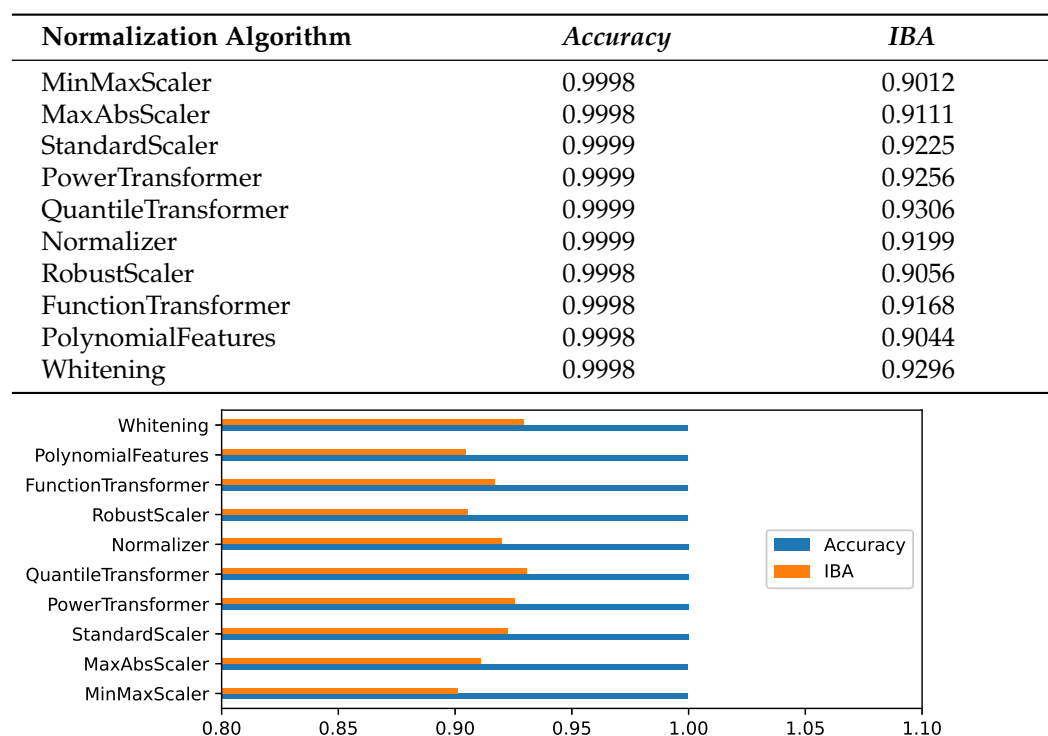 Normalization Algorithm Accuracy IBA
MinMaxScaler 0.9998 0.9012
MaxAbsScaler 0.9998 0.9111
StandardScaler 0.9999 0.9225
PowerTransformer 0.9999 0.9256
QuantileTransformer 0.9999 0.9306
Normalizer 0.9999 0.9199
RobustScaler 0.9998 0.9056
FunctionTransformer 0.9998 0.9168
PolynomialFeatures 0.9998 0.9044
Whitening 0.9998 0.9296
Whitening
PolynomialFeatures
FunctionTransformer
RobustScaler
Normalizer
QuantileTransformer
PowerTransformer
StandardScaler
MaxAbsScaler
MinMaxScaler
Accuracy
IBA
0.80 0.85 0.90 0.95 1.00 1.05 1.10